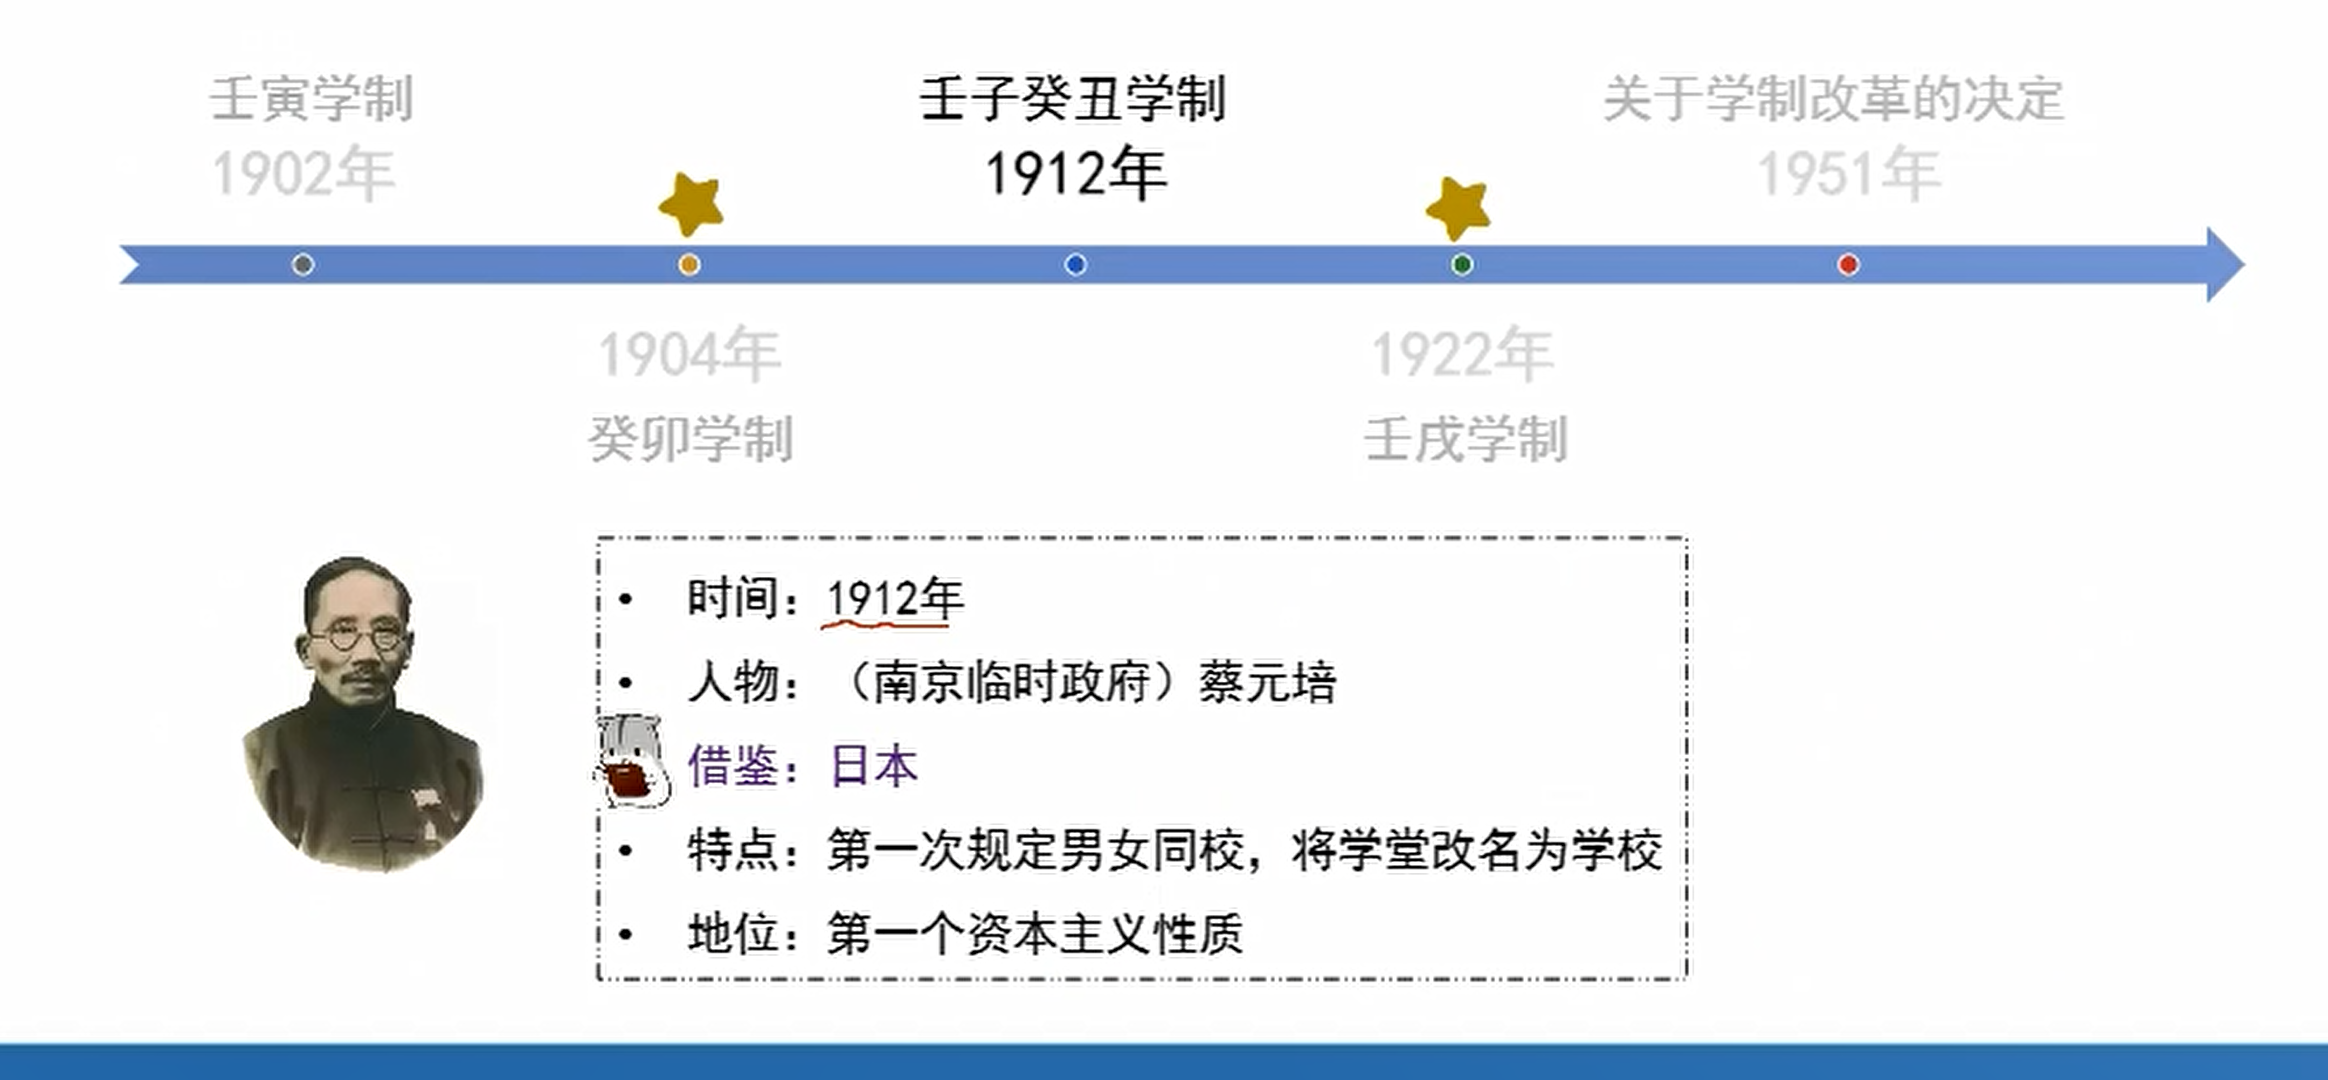 壬寅学制
1902年
壬子癸丑学制
1912年
关于学制改革的决定
1951年
1904年
癸卯学制
1922年
壬戌学制
• 时间：1912年
• 人物：（南京临时政府）蔡元培
借鉴：日本
• 特点：第一次规定男女同校，将学堂改名为学校
• 地位：第一个资本主义性质